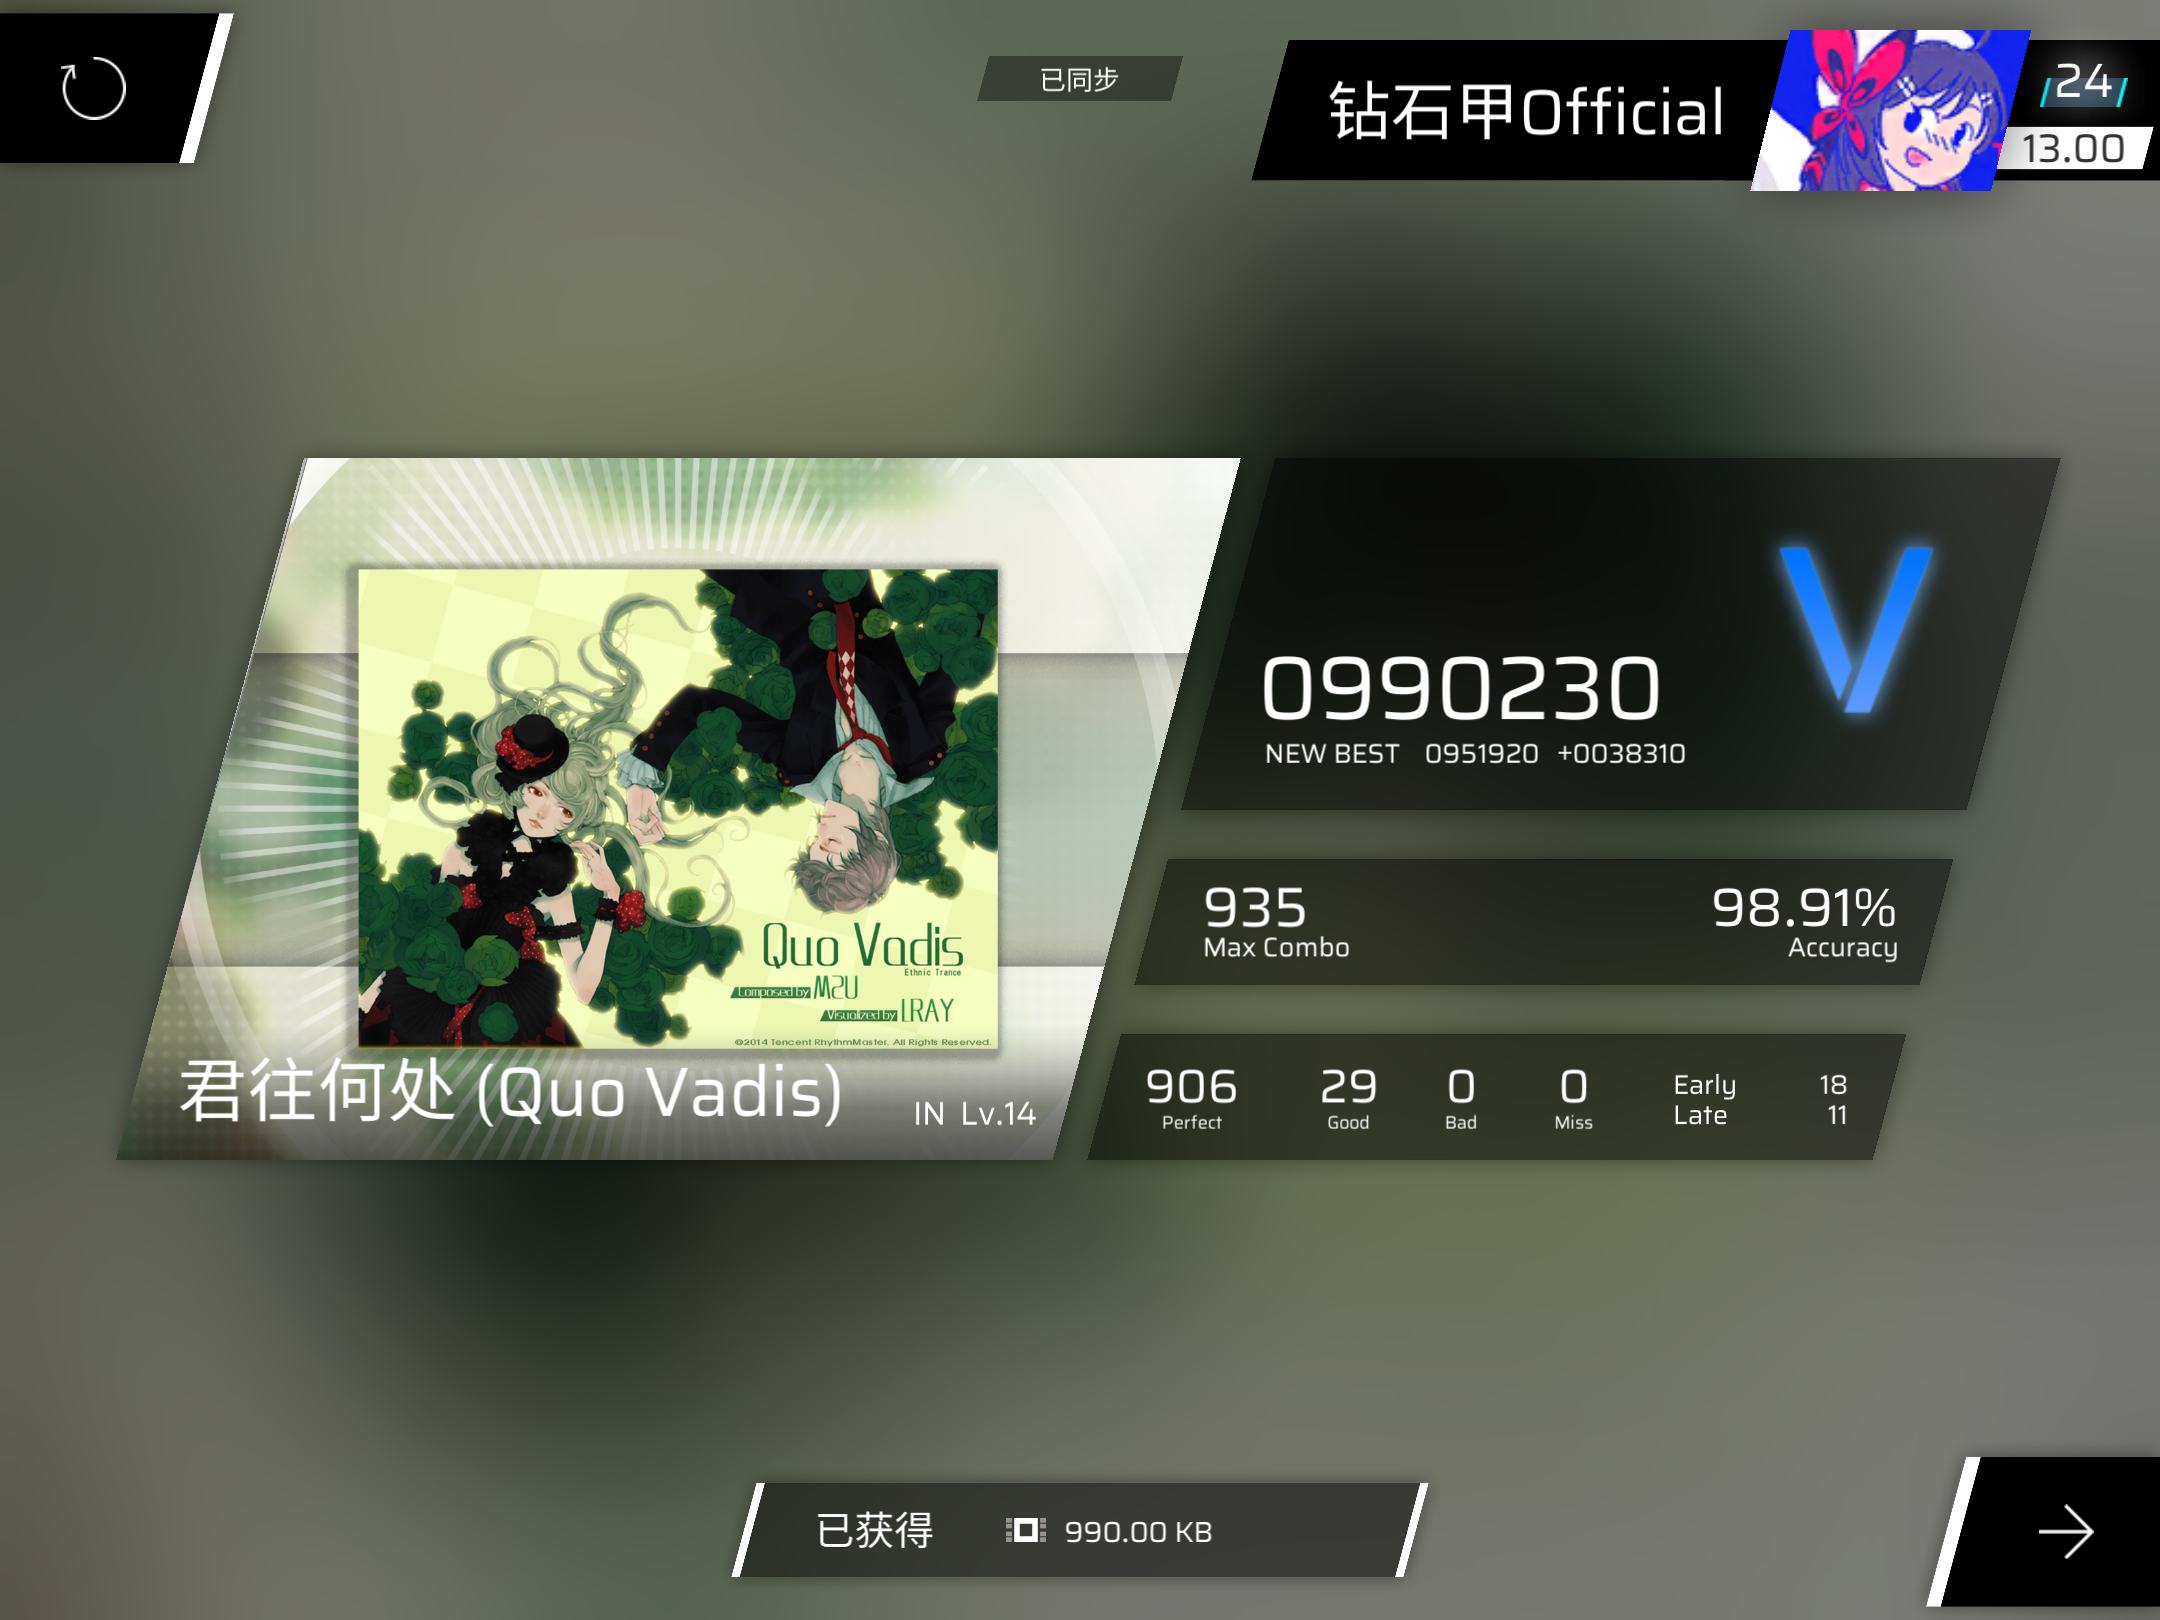 已同步
钻石甲Official
24
13.00
Quo Vadis
Ethnic Trance
Composed by M2U
Visualized by LRAY
©2014 Tencent RhythmMaster. All Rights Reserved.
君往何处 (Quo Vadis)
IN Lv.14
0990230
V
NEW BEST 0951920 +0038310
935
Max Combo
98.91%
Accuracy
906
Perfect
29
Good
0
Bad
0
Miss
Early 18
Late 11
已获得 990.00 KB